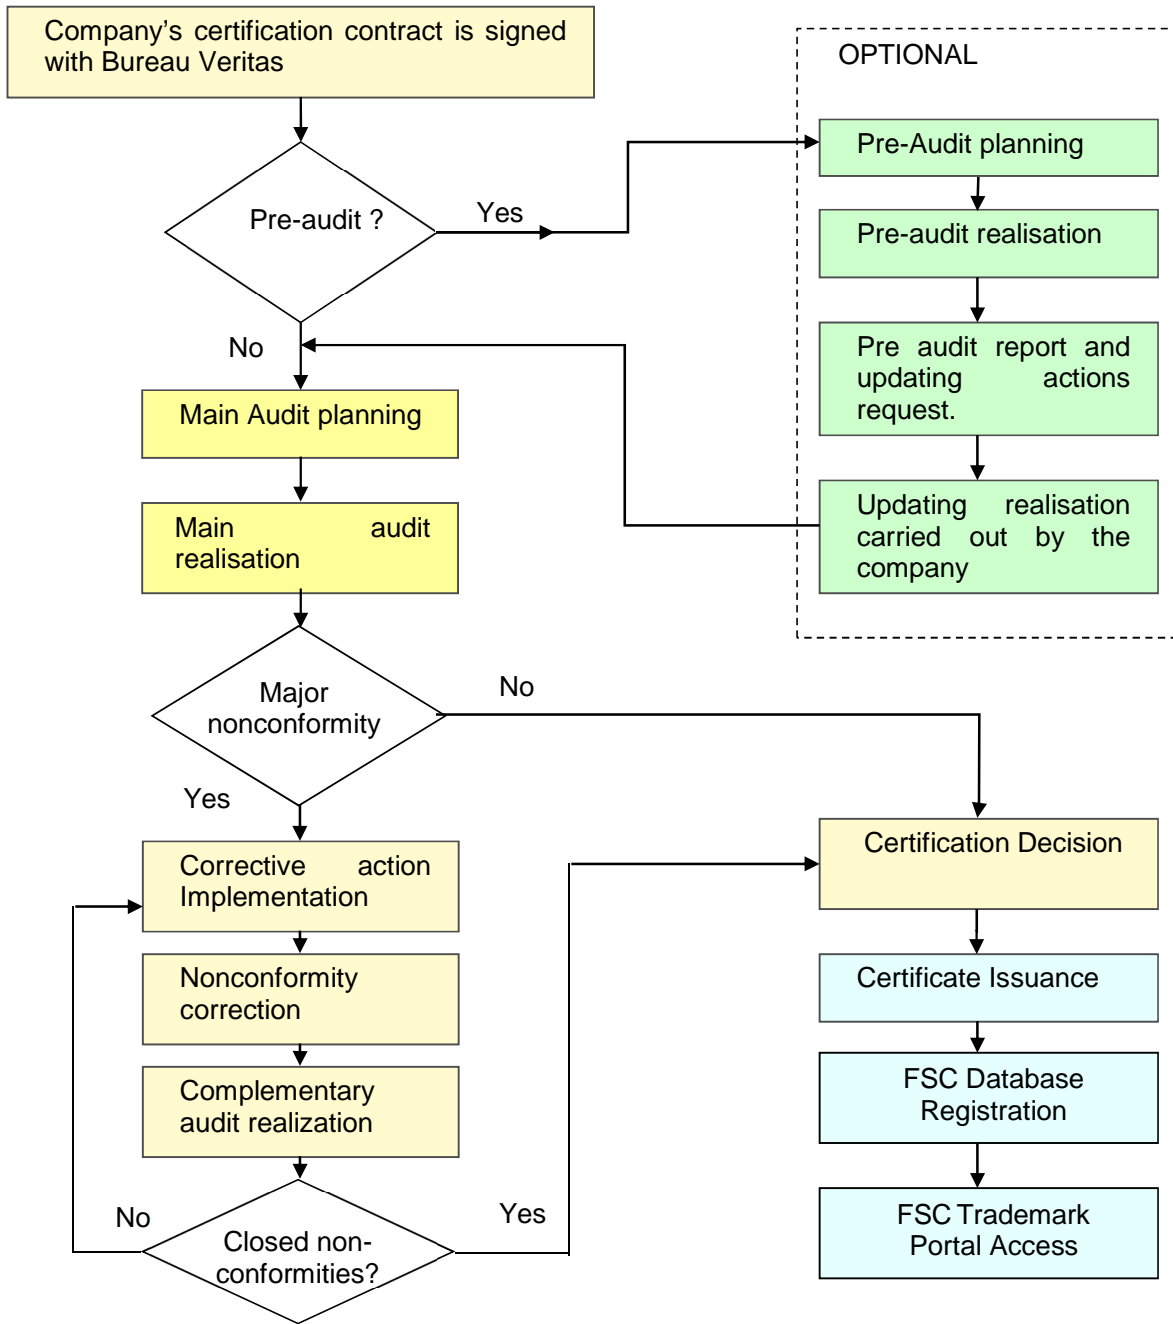 Company's certification contract is signed
with Bureau Veritas
OPTIONAL
Pre-audit ?
Yes
Pre-Audit planning
Pre-audit realisation
Pre audit report and
updating actions
request.
Updating realisation
carried out by the
company
No
Main Audit planning
Main audit
realisation
Major
nonconformity
No
Yes
Corrective action
Implementation
Nonconformity
correction
Complementary
audit realization
Closed non-
conformities?
No
Yes
Certification Decision
Certificate Issuance
FSC Database
Registration
FSC Trademark
Portal Access